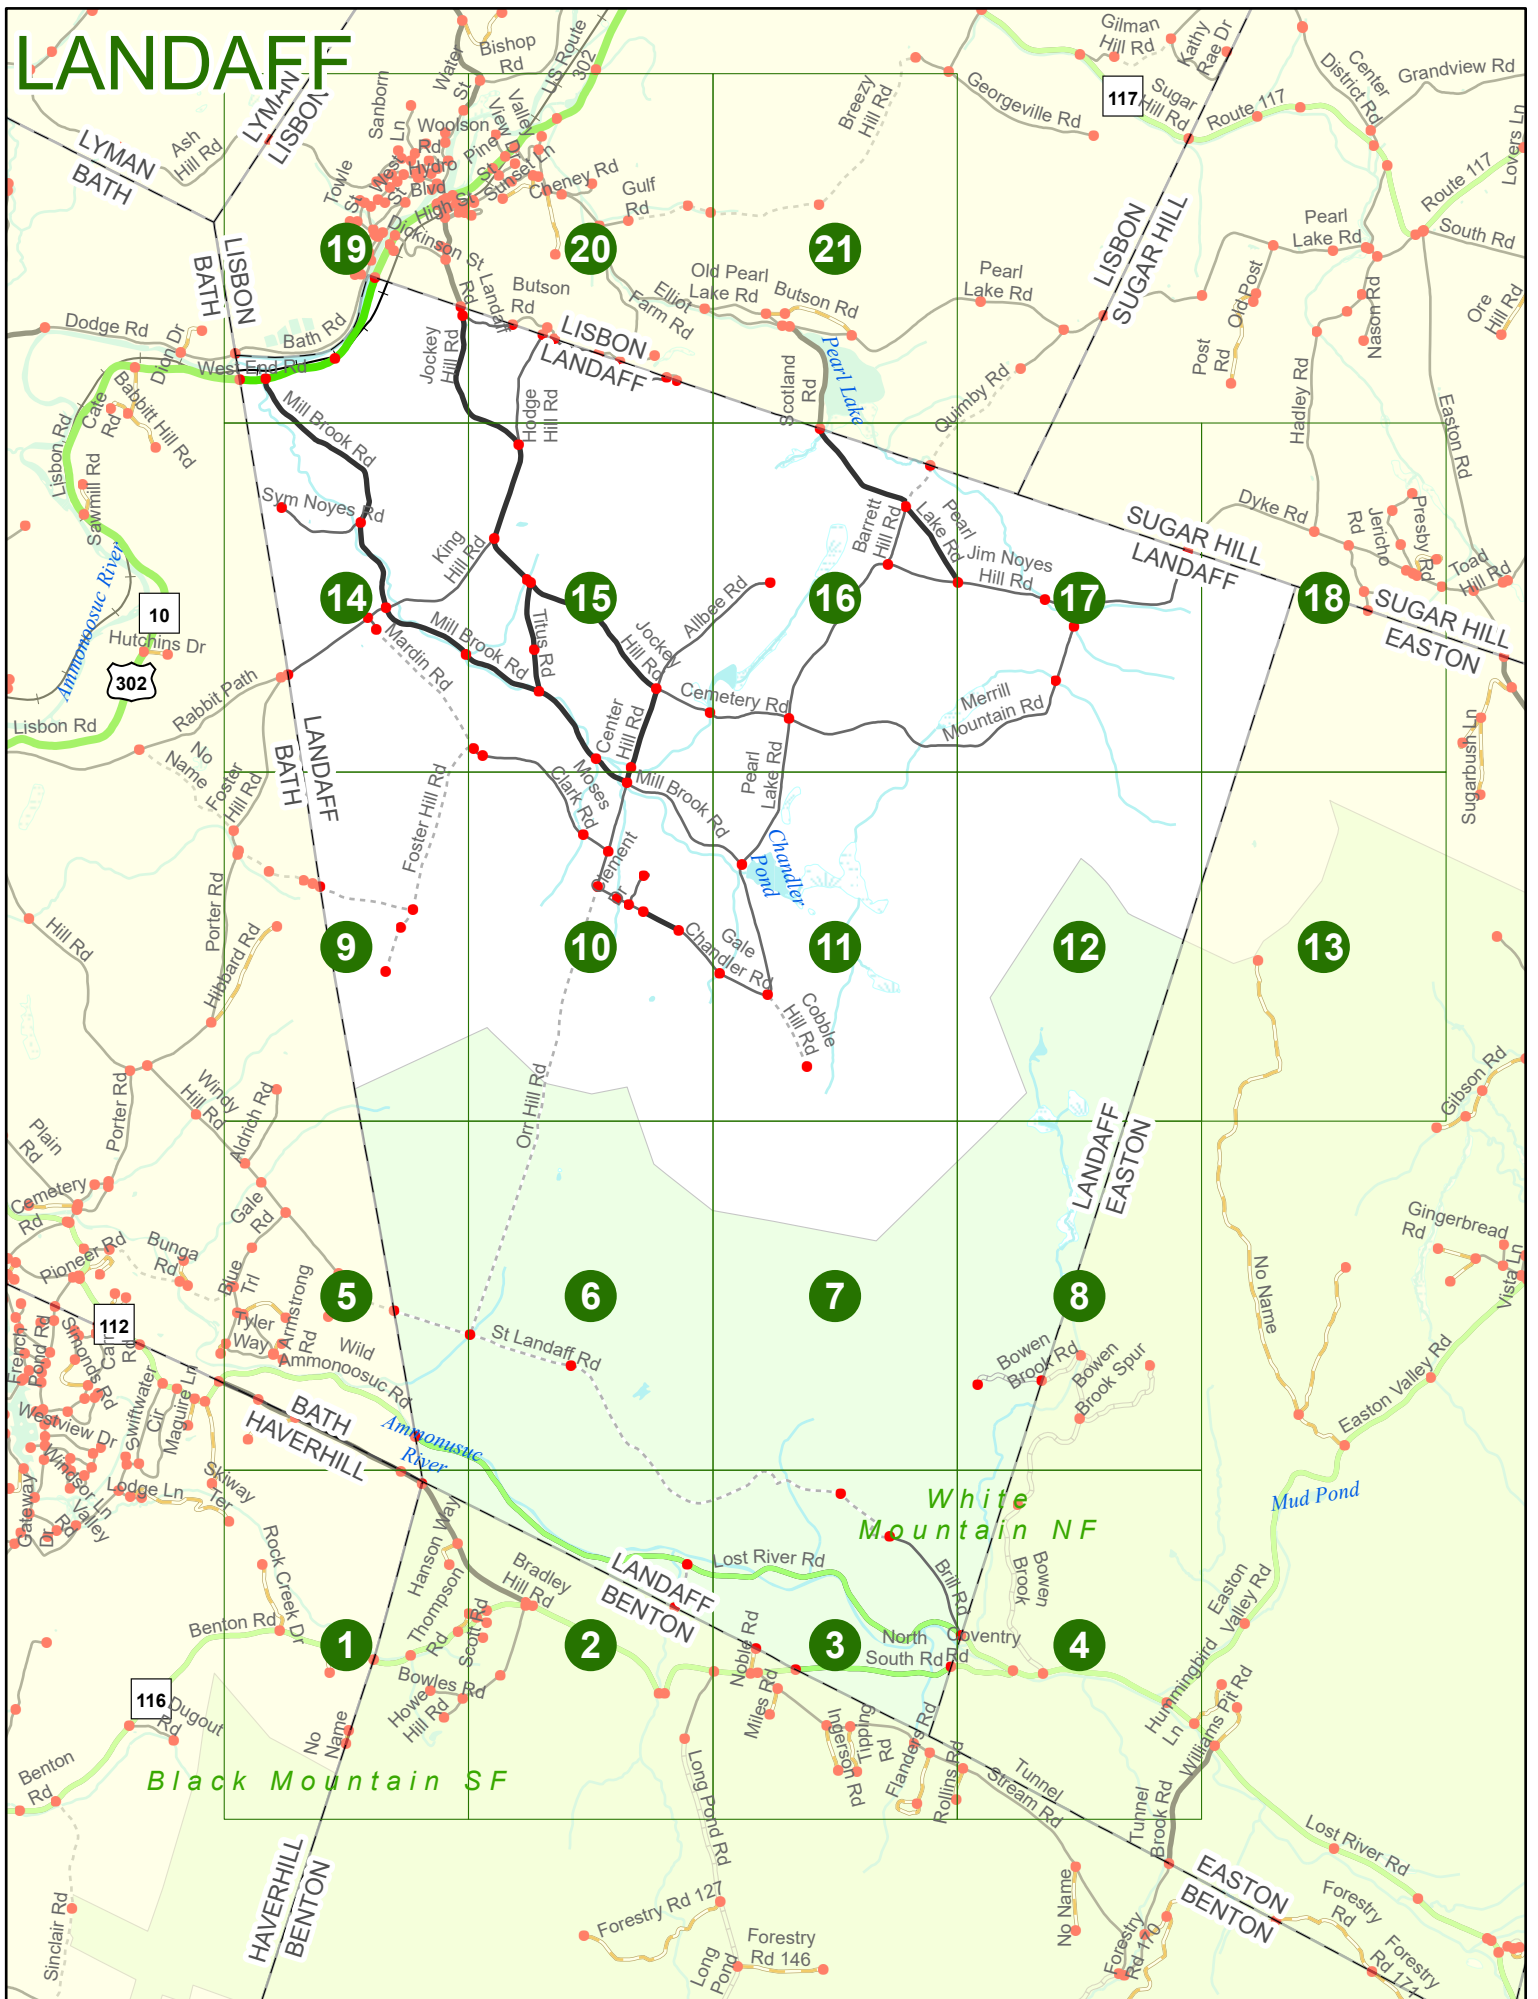 LANDAFF
Bishop
Rd
Water
St
US Route
302
Gilman
Hill Rd
Kathy
Rae Dr
Center
District Rd
Grandview Rd
LYMAN
LISBON
LYMAN
BATH
Ash
Hill Rd
Sanborn
Ln
Woolson
Rd
Valley
View Dr
Pine
St
Hydro
Blvd
West
St
Towle
St
High St
Sunset Ln
Cheney Rd
Gulf
Rd
Breezy
Hill Rd
Georgeville Rd
117
Sugar
Hill Rd
Route 117
Lovers Ln
Route 117
Pearl
Lake Rd
South Rd
Dickinson St
19
20
21
LISBON
BATH
Landaff
Rd
Butson
Rd
Elliot
Farm Rd
Old Pearl
Lake Rd
Butson Rd
Pearl
Lake Rd
LISBON
SUGAR HILL
Old Post
Post
Rd
Nason Rd
Ore
Hill Rd
Dodge Rd
Dion Dr
Bath Rd
West End Rd
Jockey
Hill Rd
LISBON
LANDAFF
Pearl Lake
Scotland
Rd
Quimby Rd
Hadley Rd
Easton Rd
Cate
Rd
Babbitt Hill Rd
Lisbon Rd
Sawmill Rd
Mill Brook Rd
Hodge
Hill Rd
Sym Noyes Rd
King
Hill Rd
Barrett
Hill Rd
Pearl
Lake Rd
Jim Noyes
Hill Rd
SUGAR HILL
LANDAFF
Dyke Rd
Jericho
Rd
Presby Rd
Toad
Hill Rd
SUGAR HILL
EASTON
Ammonoosuc River
10
Hutchins Dr
302
14
15
16
17
18
Mardin Rd
Mill Brook Rd
Titus Rd
Jockey
Hill Rd
Allbee Rd
Cemetery Rd
Merrill
Mountain Rd
Rabbit Path
Lisbon Rd
No
Name
Foster
Hill Rd
LANDAFF
BATH
Foster Hill Rd
Center
Hill Rd
Moses
Clark Rd
Mill Brook Rd
Pearl
Lake Rd
Chandler
Pond
Clement
Dr
Sugarbush Ln
Hill Rd
Porter Rd
Hibbard Rd
9
10
11
12
13
Gale
Chandler Rd
Cobble
Hill Rd
Orr Hill Rd
Porter Rd
Windy
Hill Rd
Aldrich Rd
Plain
Rd
Cemetery
Rd
Gale
Rd
LANDAFF
EASTON
Gibson Rd
Gingerbread
Rd
Vista Ln
Pioneer Rd
Bunga
Rd
Blue
Trl
Armstrong
Rd
Tyler
Way
5
6
7
8
No Name
112
French
Pond Rd
Simonds Rd
Carr
Rd
Wild
Ammonoosuc Rd
St Landaff Rd
Bowen
Brook Rd
Bowen
Brook Spur
Easton Valley Rd
Westview Dr
Swiftwater
Cir
Maguire Ln
BATH
HAVERHILL
Ammonusuc
River
Windsor Ln
Lodge Ln
Skiway
Ter
Gateway
Dr
Valley
Rd
White
Mountain NF
Mud Pond
Rock Creek Dr
Hanson Way
Bradley
Hill Rd
LANDAFF
BENTON
Lost River Rd
Brill Rd
Bowen
Brook
Easton
Valley Rd
Benton Rd
Thompson
Rd
Scott Rd
1
2
3
4
Noble Rd
North
South Rd
Coventry
Rd
Bowles Rd
Howe
Hill Rd
Miles Rd
Hummingbird
Ln
Williams Pit Rd
116
Dugout
Rd
No
Name
Benton
Rd
Black Mountain SF
Long Pond Rd
Ingerson Rd
Tipping
Rd
Flanders Rd
Rollins Rd
Tunnel
Stream Rd
Tunnel
Brook Rd
Lost River Rd
HAVERHILL
BENTON
Sinclair Rd
Forestry Rd 127
Long
Pond
Forestry
Rd 146
No Name
Forestry
Rd 170
EASTON
BENTON
Forestry
Rd
Forestry
Rd 171